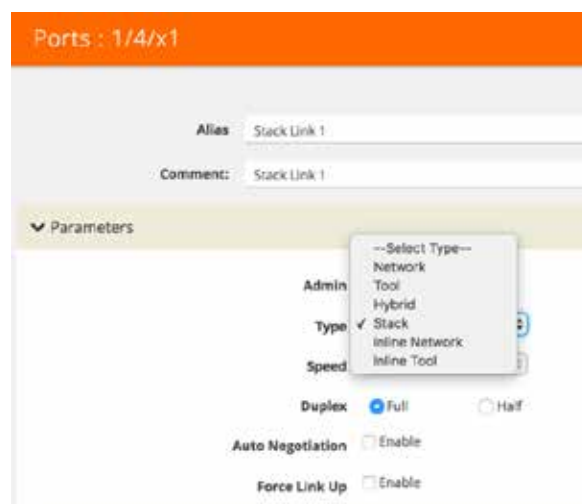 Ports : 1/4/x1
Alias Stack Link 1
Comment: Stack Link 1
Parameters
--Select Type--
Network
Admin Tool
Hybrid
Type ✓ Stack
Inline Network
Speed Inline Tool
Duplex Full Half
Auto Negotiation Enable
Force Link Up Enable